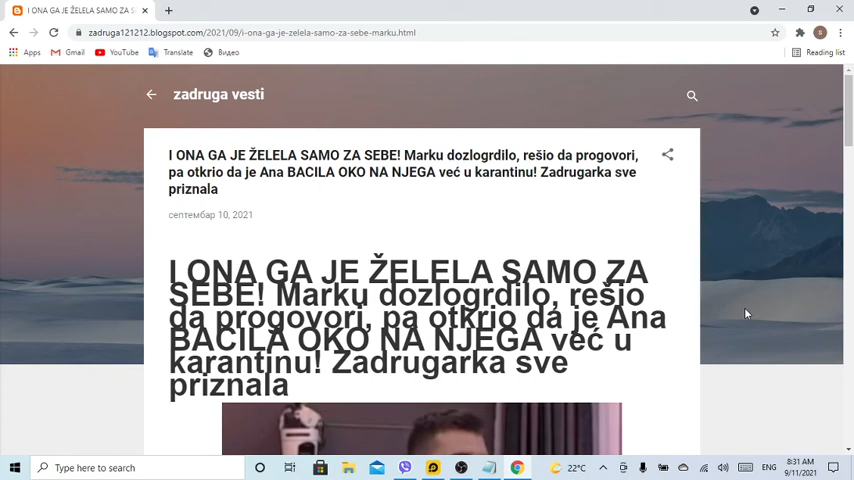 I ONA GA JE ŽELELA SAMO ZA S
zadruga121212.blogspot.com/2021/09/i-ona-ga-je-zelela-samo-za-sebe-marku.html
Apps Gmail YouTube Translate Видео Reading list
zadruga vesti
I ONA GA JE ŽELELA SAMO ZA SEBE! Marku dozlogrdilo, rešio da progovori,
pa otkrio da je Ana BACILA OKO NA NJEGA već u karantinu! Zadrugarka sve
priznala
септембар 10, 2021
I ONA GA JE ŽELELA SAMO ZA
SEBE! Marku dozlogrdilo, rešio
da progovori, pa otkrio da je Ana
BACILA OKO NA NJEGA već u
karantinu! Zadrugarka sve
priznala
Type here to search
22°C
ENG
8:31 AM
9/11/2021